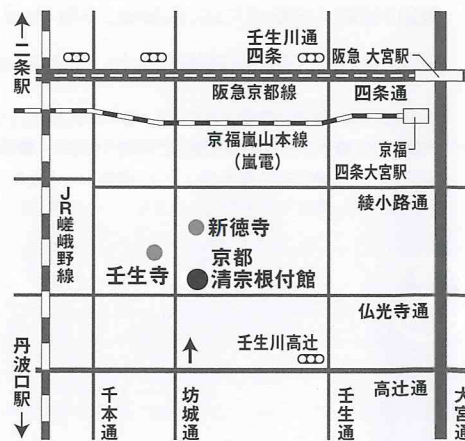 二条駅
壬生川通
四条
阪急 大宮駅
阪急京都線
四条通
京福嵐山本線
(嵐電)
京福
四条大宮駅
JR嵯峨野線
綾小路通
新徳寺
壬生寺
京都
清宗根付館
仏光寺通
壬生川高辻
丹波口駅
千本通
坊城通
壬生通
高辻通
大宮通